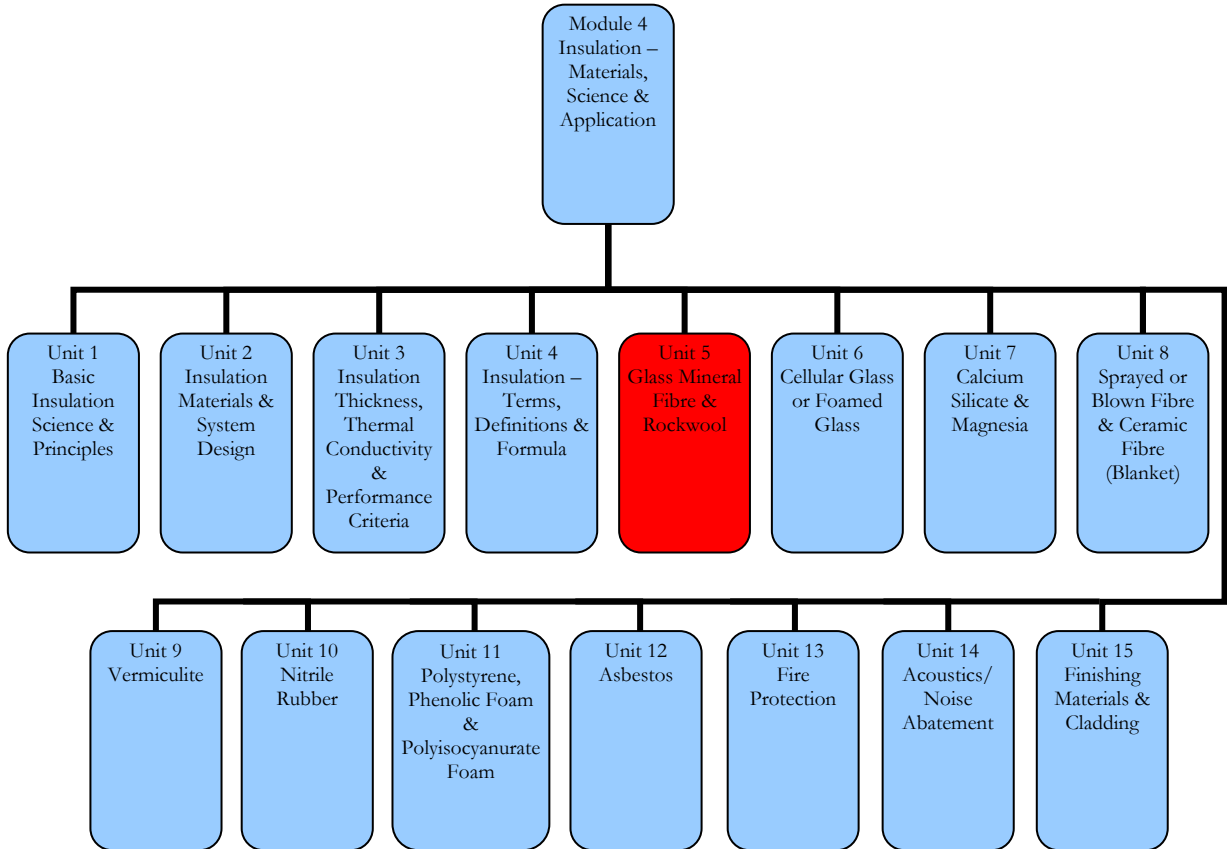 Module 4
Insulation –
Materials,
Science &
Application
Unit 1
Basic
Insulation
Science &
Principles
Unit 2
Insulation
Materials &
System
Design
Unit 3
Insulation
Thickness,
Thermal
Conductivity
&
Performance
Criteria
Unit 4
Insulation –
Terms,
Definitions &
Formula
Unit 5
Glass Mineral
Fibre &
Rockwool
Unit 6
Cellular Glass
or Foamed
Glass
Unit 7
Calcium
Silicate &
Magnesia
Unit 8
Sprayed or
Blown Fibre
& Ceramic
Fibre
(Blanket)
Unit 9
Vermiculite
Unit 10
Nitrile
Rubber
Unit 11
Polystyrene,
Phenolic Foam
&
Polyisocyanurate
Foam
Unit 12
Asbestos
Unit 13
Fire
Protection
Unit 14
Acoustics/
Noise
Abatement
Unit 15
Finishing
Materials &
Cladding